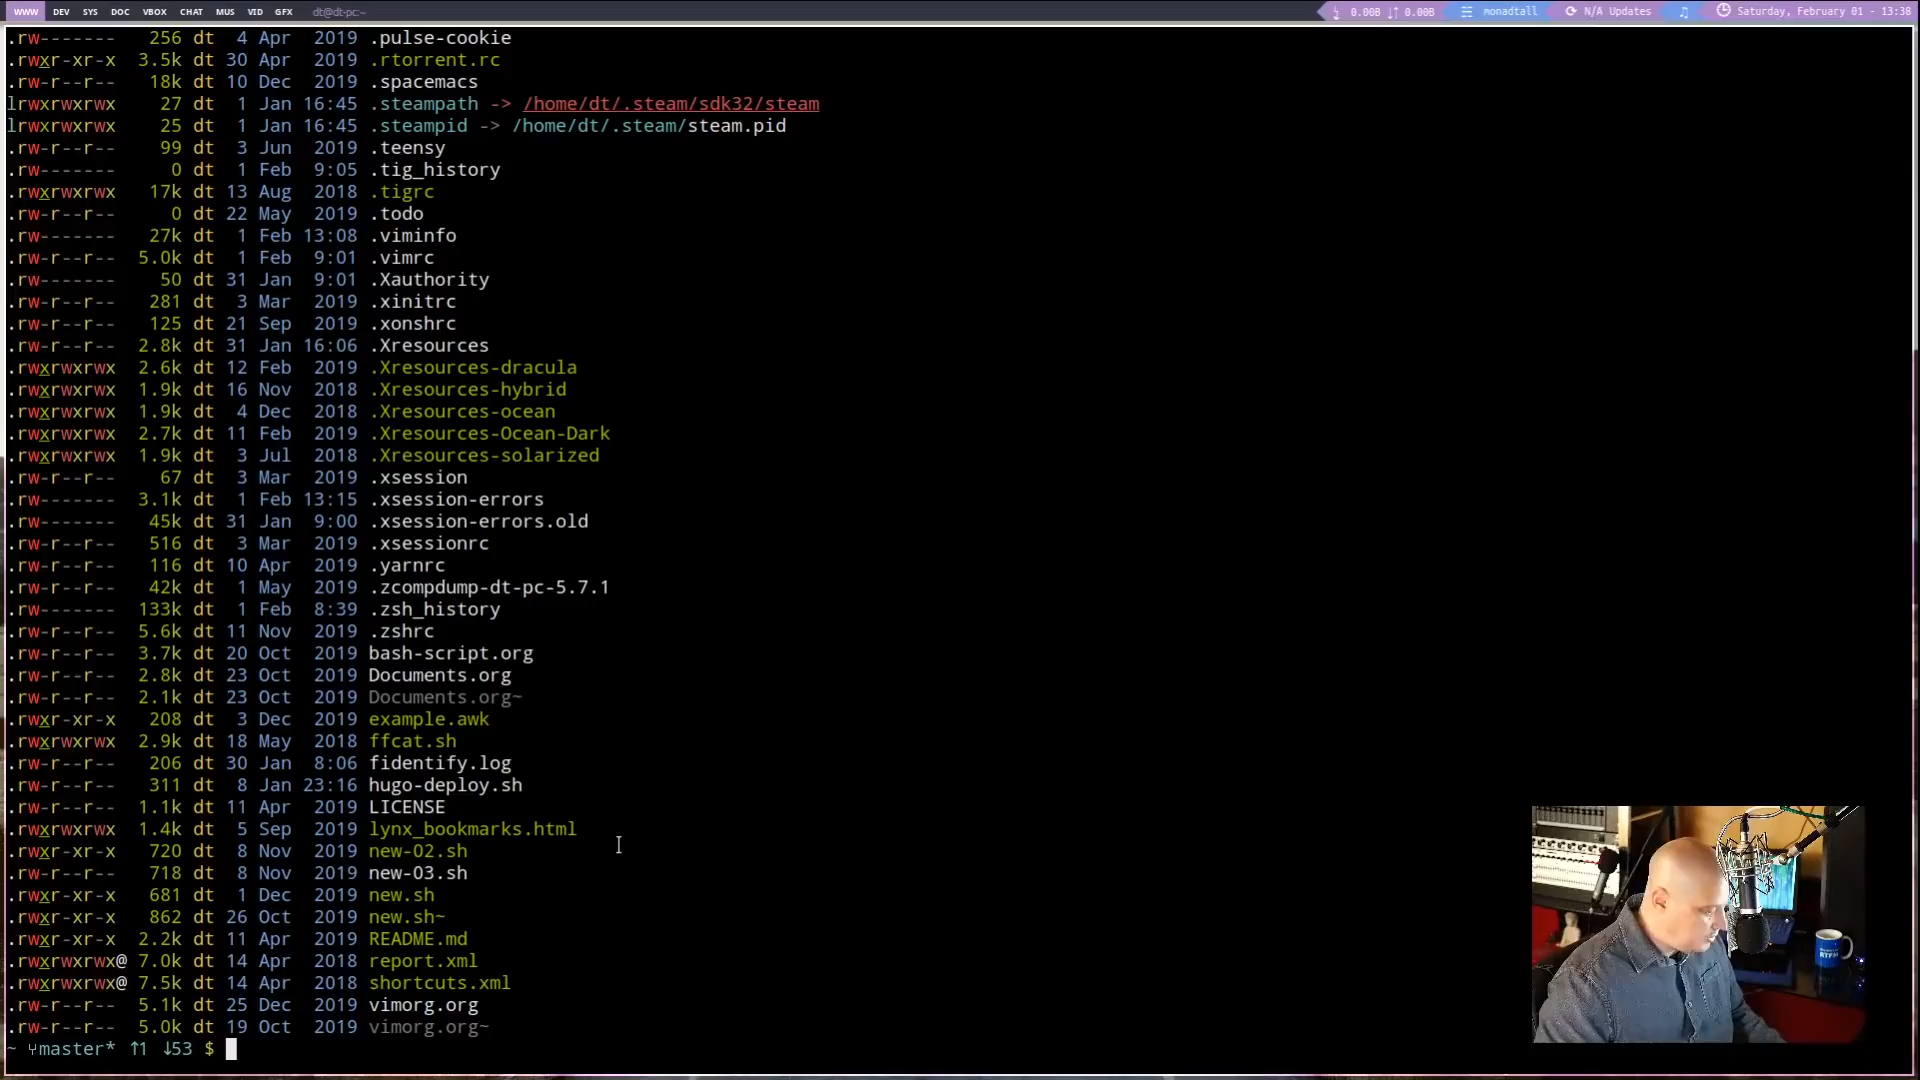 WWW DEV SYS DOC VBOX CHAT MUS VID GFX dt@dt-pc:~ 0.00B ↓↑ 0.00B monadtall N/A Updates Saturday, February 01 - 13:38
.rw------- 256 dt 4 Apr 2019 .pulse-cookie
.rwxr-xr-x 3.5k dt 30 Apr 2019 .rtorrent.rc
.rw-r--r-- 18k dt 10 Dec 2019 .spacemacs
lrwxrwxrwx 27 dt 1 Jan 16:45 .steampath -> /home/dt/.steam/sdk32/steam
lrwxrwxrwx 25 dt 1 Jan 16:45 .steampid -> /home/dt/.steam/steam.pid
.rw-r--r-- 99 dt 3 Jun 2019 .teensy
.rw------- 0 dt 1 Feb 9:05 .tig_history
.rwxrwxrwx 17k dt 13 Aug 2018 .tigrc
.rw-r--r-- 0 dt 22 May 2019 .todo
.rw------- 27k dt 1 Feb 13:08 .viminfo
.rw-r--r-- 5.0k dt 1 Feb 9:01 .vimrc
.rw------- 50 dt 31 Jan 9:01 .Xauthority
.rw-r--r-- 281 dt 3 Mar 2019 .xinitrc
.rw-r--r-- 125 dt 21 Sep 2019 .xonshrc
.rw-r--r-- 2.8k dt 31 Jan 16:06 .Xresources
.rwxrwxrwx 2.6k dt 12 Feb 2019 .Xresources-dracula
.rwxrwxrwx 1.9k dt 16 Nov 2018 .Xresources-hybrid
.rwxrwxrwx 1.9k dt 4 Dec 2018 .Xresources-ocean
.rwxrwxrwx 2.7k dt 11 Feb 2019 .Xresources-Ocean-Dark
.rwxrwxrwx 1.9k dt 3 Jul 2018 .Xresources-solarized
.rw-r--r-- 67 dt 3 Mar 2019 .xsession
.rw------- 3.1k dt 1 Feb 13:15 .xsession-errors
.rw------- 45k dt 31 Jan 9:00 .xsession-errors.old
.rw-r--r-- 516 dt 3 Mar 2019 .xsessionrc
.rw-r--r-- 116 dt 10 Apr 2019 .yarnrc
.rw-r--r-- 42k dt 1 May 2019 .zcompdump-dt-pc-5.7.1
.rw------- 133k dt 1 Feb 8:39 .zsh_history
.rw-r--r-- 5.6k dt 11 Nov 2019 .zshrc
.rw-r--r-- 3.7k dt 20 Oct 2019 bash-script.org
.rw-r--r-- 2.8k dt 23 Oct 2019 Documents.org
.rw-r--r-- 2.1k dt 23 Oct 2019 Documents.org~
.rwxr-xr-x 208 dt 3 Dec 2019 example.awk
.rwxrwxrwx 2.9k dt 18 May 2018 ffcat.sh
.rw-r--r-- 206 dt 30 Jan 8:06 fidentify.log
.rw-r--r-- 311 dt 8 Jan 23:16 hugo-deploy.sh
.rw-r--r-- 1.1k dt 11 Apr 2019 LICENSE
.rwxrwxrwx 1.4k dt 5 Sep 2019 lynx_bookmarks.html
.rwxr-xr-x 720 dt 8 Nov 2019 new-02.sh
.rw-r--r-- 718 dt 8 Nov 2019 new-03.sh
.rwxr-xr-x 681 dt 1 Dec 2019 new.sh
.rwxr-xr-x 862 dt 26 Oct 2019 new.sh~
.rwxr-xr-x 2.2k dt 11 Apr 2019 README.md
.rwxrwxrwx@ 7.0k dt 14 Apr 2018 report.xml
.rwxrwxrwx@ 7.5k dt 14 Apr 2018 shortcuts.xml
.rw-r--r-- 5.1k dt 25 Dec 2019 vimorg.org
.rw-r--r-- 5.0k dt 19 Oct 2019 vimorg.org~
~ master* ↑1 ↓53 $
RTFM